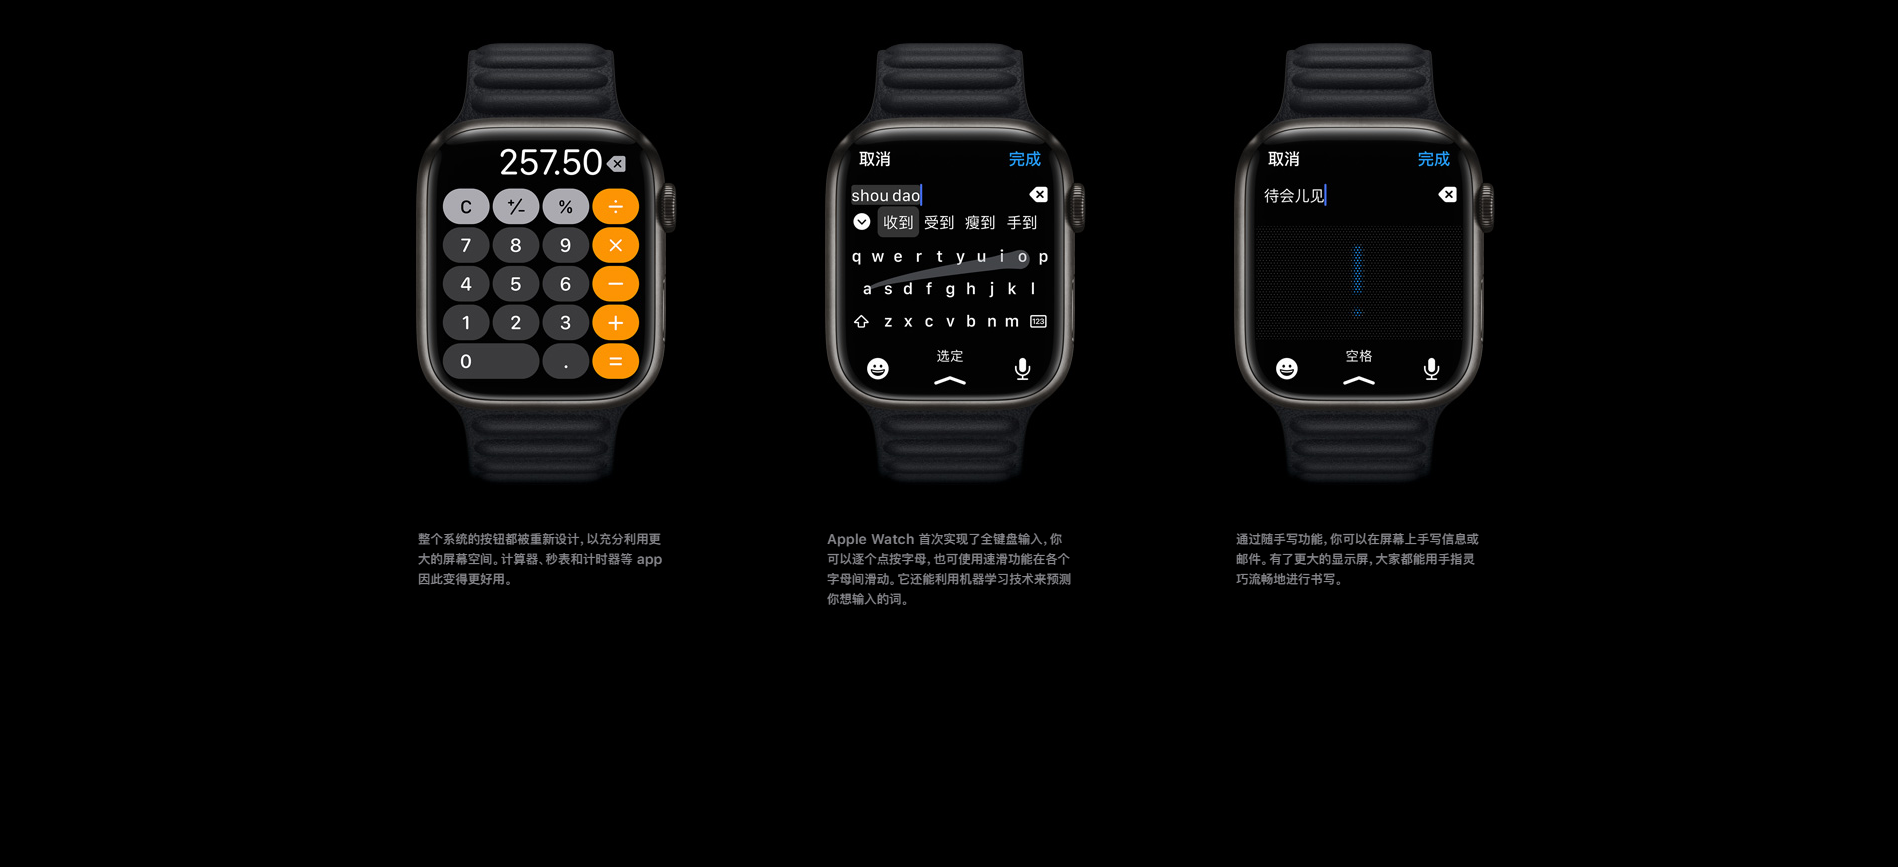 257.50
C +/- % ÷
7 8 9 ×
4 5 6 −
1 2 3 +
0 . =
整个系统的按钮都被重新设计，以充分利用更
大的屏幕空间。计算器、秒表和计时器等 app
因此变得更好用。
取消 完成
shou dao
收到 受到 瘦到 手到
q w e r t y u i o p
a s d f g h j k l
z x c v b n m 123
选定
Apple Watch 首次实现了全键盘输入，你
可以逐个点按字母，也可使用速滑功能在各个
字母间滑动。它还能利用机器学习技术来预测
你想输入的词。
取消 完成
待会儿见
!
空格
通过随手写功能，你可以在屏幕上手写信息或
邮件。有了更大的显示屏，大家都能用手指灵
巧流畅地进行书写。